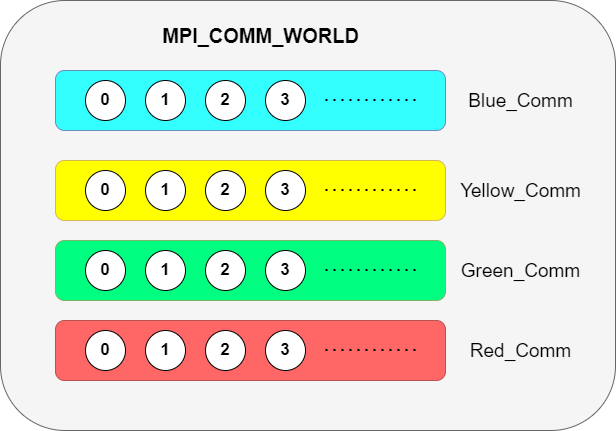 MPI_COMM_WORLD
0 1 2 3 ............ Blue_Comm
0 1 2 3 ............ Yellow_Comm
0 1 2 3 ............ Green_Comm
0 1 2 3 ............ Red_Comm